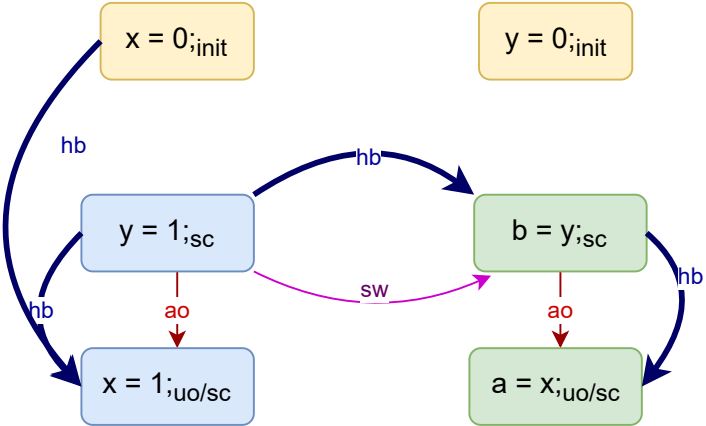 x = 0;init
y = 0;init
hb
hb
y = 1;sc
b = y;sc
hb
sw
hb
ao
ao
x = 1;uo/sc
a = x;uo/sc